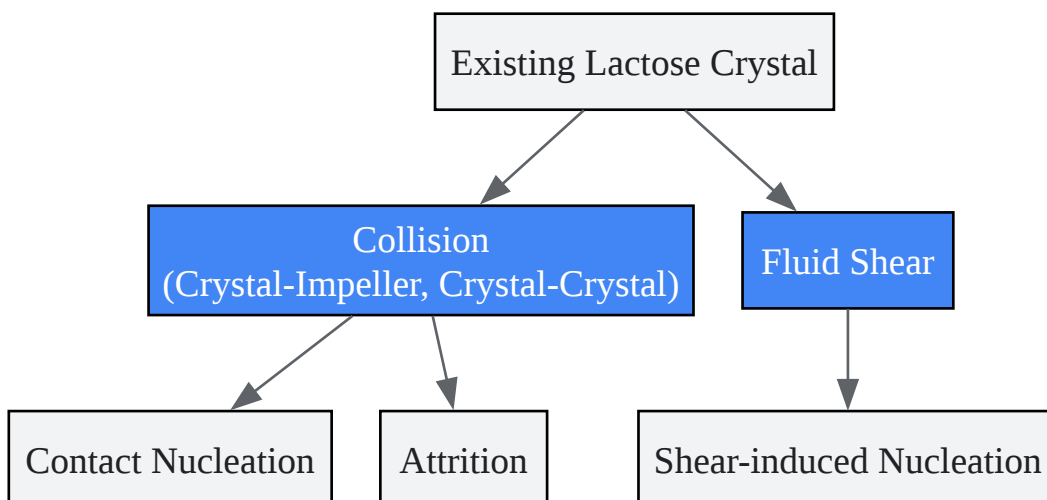 Existing Lactose Crystal
Collision
(Crystal-Impeller, Crystal-Crystal)
Fluid Shear
Contact Nucleation
Attrition
Shear-induced Nucleation